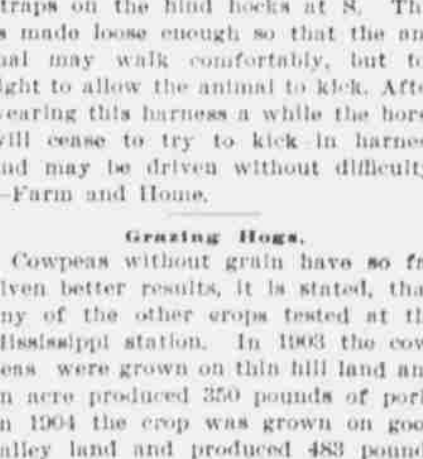 traps on the hind hocks at S. Th
s made loose enough so that the an
nal may walk comfortably, but to
ight to allow the animal to kick. Afte
earing this harness a while the hors
vill cease to try to kick in harnes
nd may be driven without difficulty
—Farm and Home.
Grazing Hogs.
Cowpeas without grain have so fa
iven better results, it is stated, tha
ny of the other crops tested at th
Mississippi station. In 1903 the cow
eas were grown on thin hill land an
n acre produced 350 pounds of pork
n 1904 the crop was grown on goo
alley land and produced 483 pound